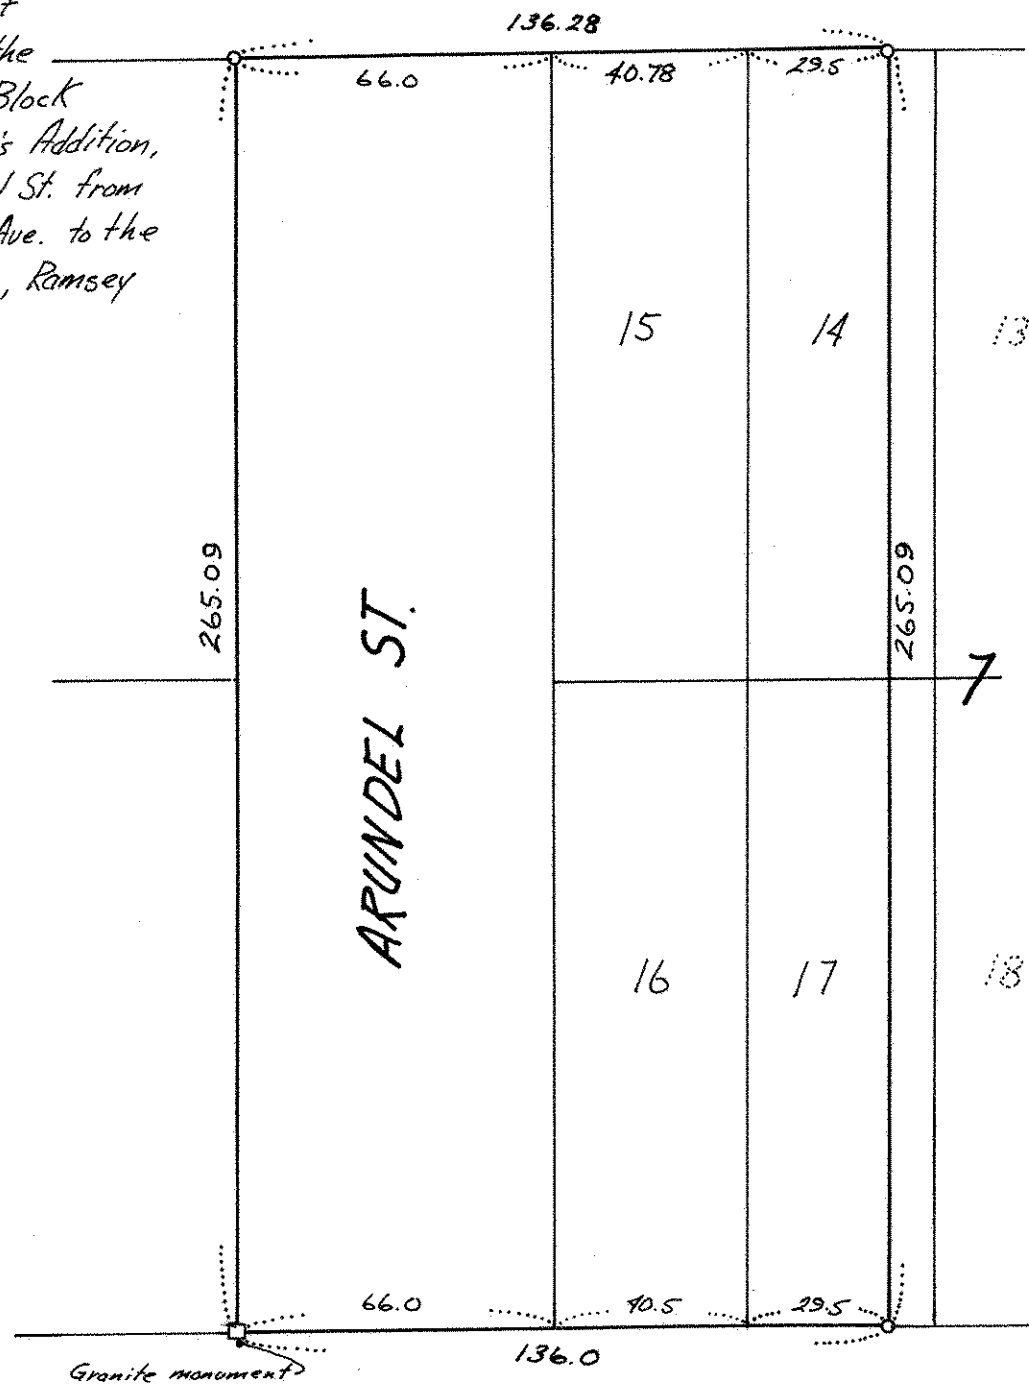 the
Block
's Addition,
St. from
Ave. to the
, Ramsey
136.28
66.0
40.78
29.5
15
14
13
265.09
265.09
ARUNDEL ST.
7
16
17
18
66.0
40.5
29.5
136.0
Granite monument